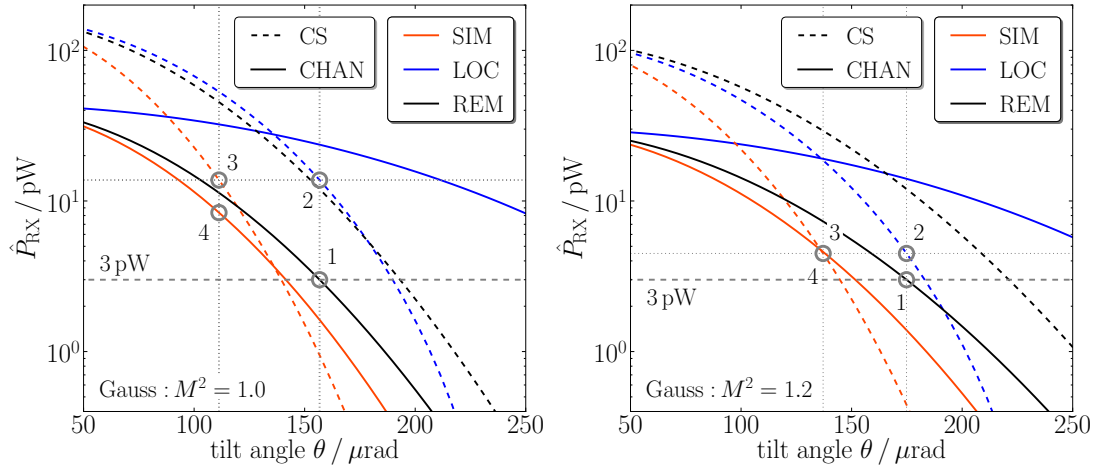 CS
CHAN
SIM
LOC
REM
10²
10¹
10⁰
P̂_RX / pW
3 pW
1
2
3
4
Gauss : M² = 1.0
50 100 150 200 250
tilt angle θ / μrad
CS
CHAN
SIM
LOC
REM
10²
10¹
10⁰
P̂_RX / pW
3 pW
1
2
3
4
Gauss : M² = 1.2
50 100 150 200 250
tilt angle θ / μrad